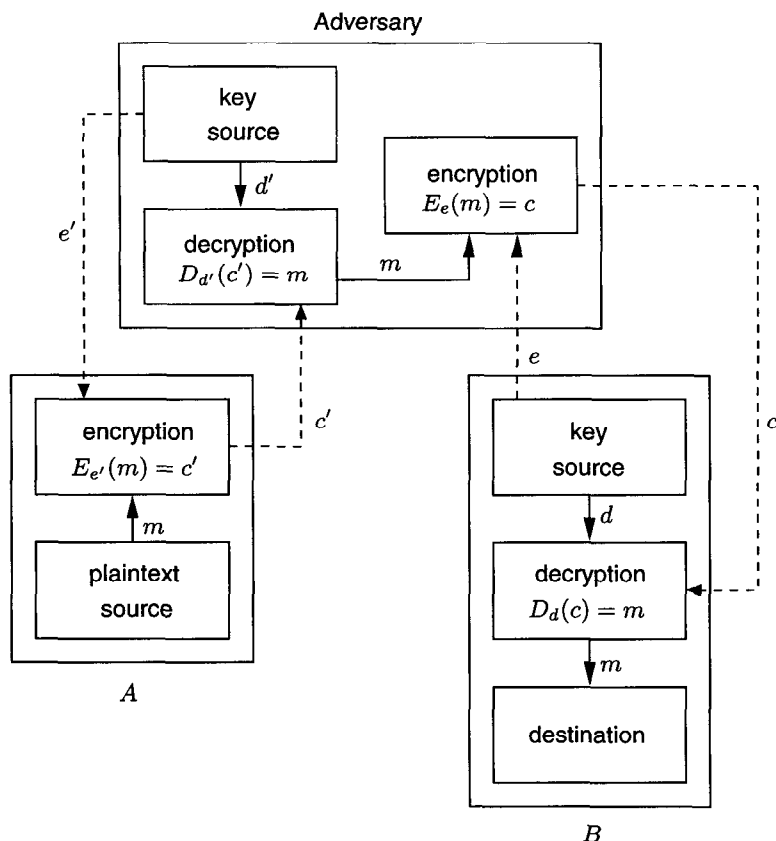 Adversary
key
source
d′
decryption
D_{d′}(c′) = m
m
encryption
E_e(m) = c
e′
e
c
c′
encryption
E_{e′}(m) = c′
m
plaintext
source
A
key
source
d
decryption
D_d(c) = m
m
destination
B